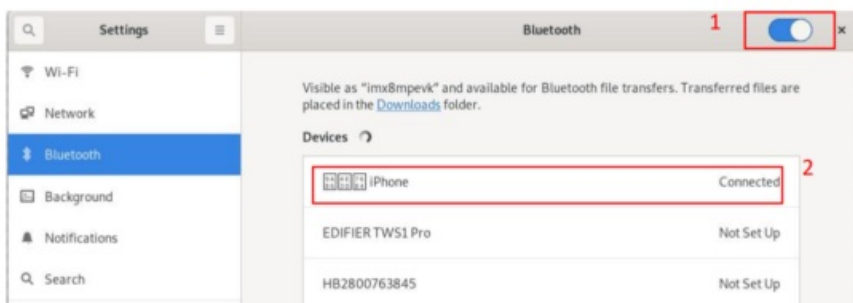 Settings
Bluetooth
1
Wi-Fi
Network
Bluetooth
Background
Notifications
Search
Visible as "imx8mpevk" and available for Bluetooth file transfers. Transferred files are
placed in the Downloads folder.
Devices
iPhone Connected
2
EDIFIER TWS1 Pro Not Set Up
HB2800763845 Not Set Up